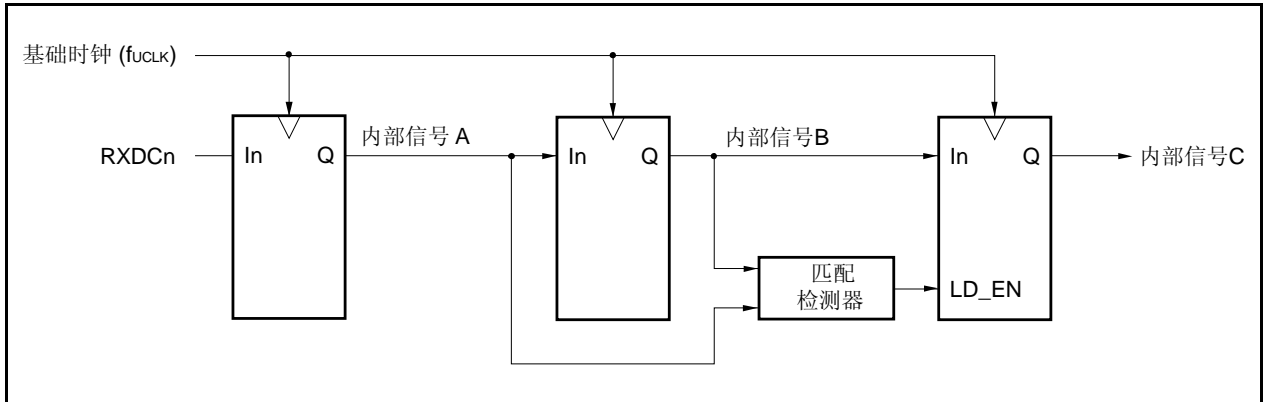 基础时钟 (fUCLK)
RXDCn
In
Q
内部信号 A
In
Q
内部信号B
In
Q
内部信号C
LD_EN
匹配
检测器